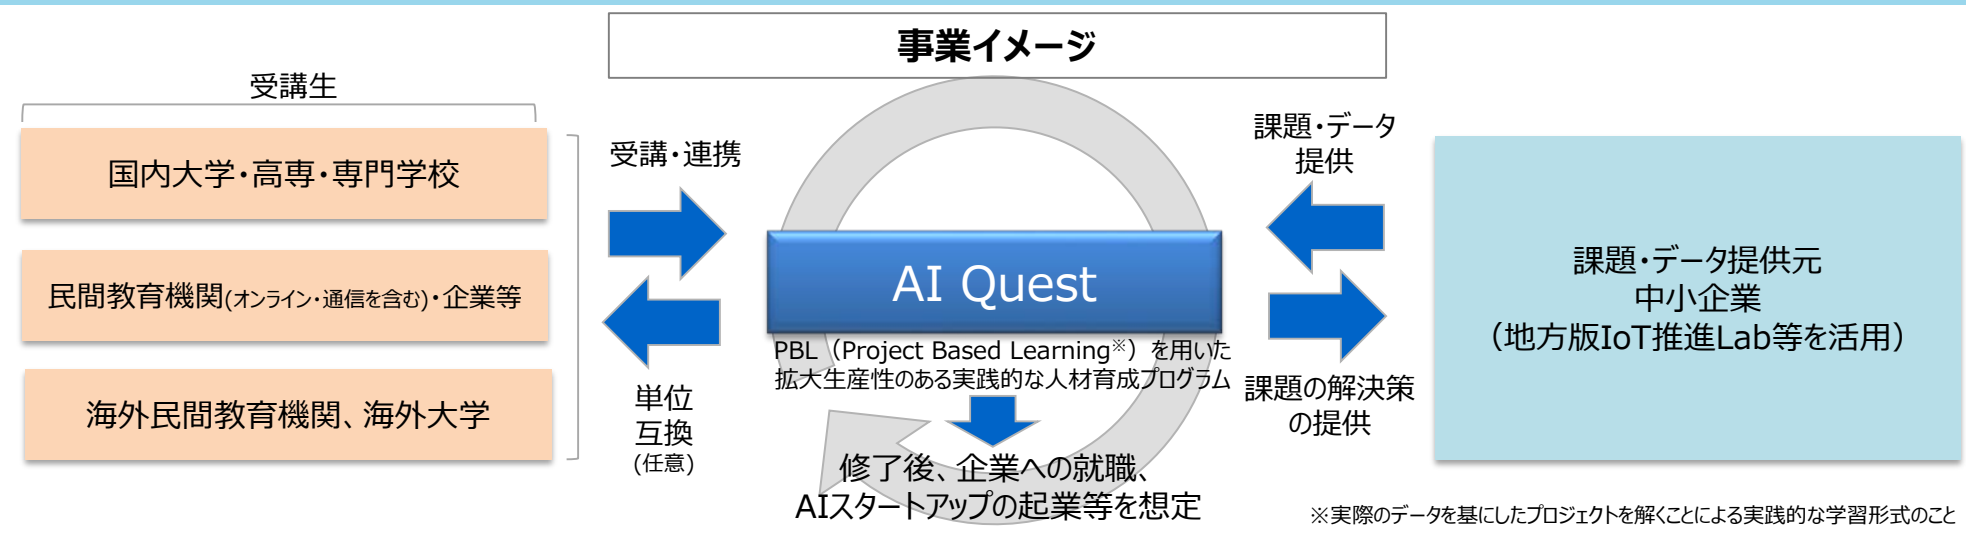 事業イメージ
受講生
国内大学・高専・専門学校
民間教育機関(オンライン・通信を含む)・企業等
海外民間教育機関、海外大学
受講・連携
単位
互換
(任意)
AI Quest
PBL（Project Based Learning※）を用いた
拡大生産性のある実践的な人材育成プログラム
修了後、企業への就職、
AIスタートアップの起業等を想定
課題・データ
提供
課題の解決策
の提供
課題・データ提供元
中小企業
（地方版IoT推進Lab等を活用）
※実際のデータを基にしたプロジェクトを解くことによる実践的な学習形式のこと